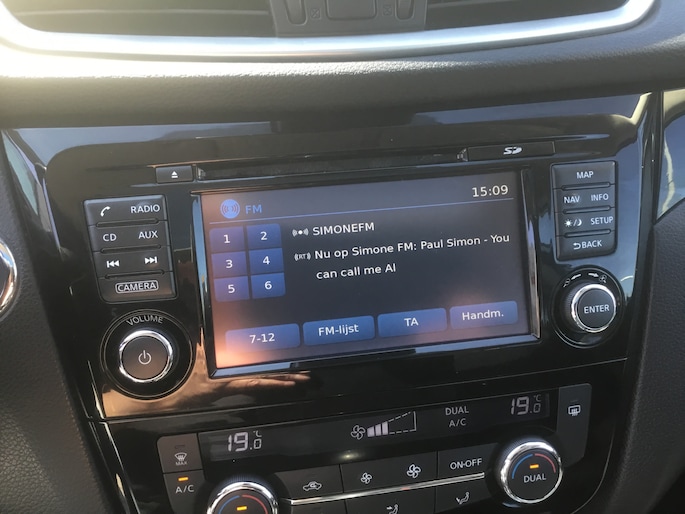 SD
15:09
FM
RADIO
CD AUX
CAMERA
VOLUME
1 2
3 4
5 6
SIMONEFM
RT Nu op Simone FM: Paul Simon - You
can call me Al
7-12 FM-lijst TA Handm.
MAP
NAV INFO
SETUP
BACK
ENTER
19.0 °C
DUAL
A/C
19.0 °C
MAX
A/C
ON-OFF
DUAL